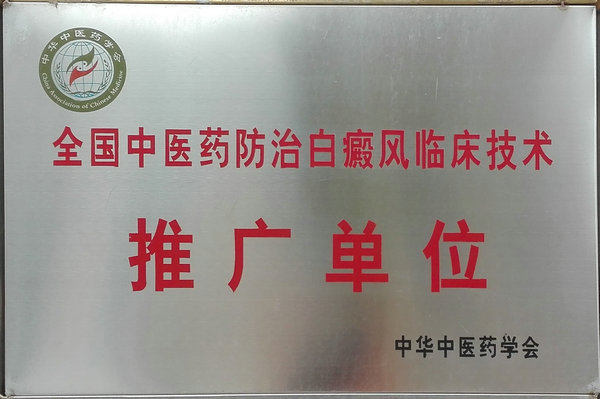 中华中医药学会
China Association of Chinese Medicine
全国中医药防治白癜风临床技术
推广单位
中华中医药学会